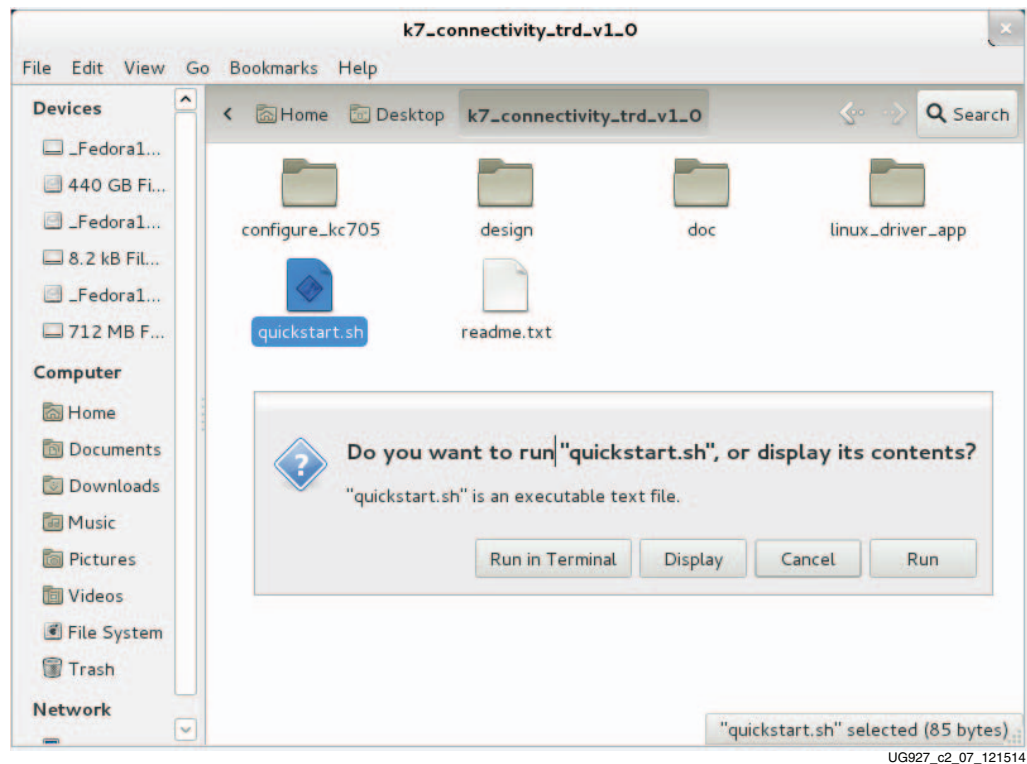 k7_connectivity_trd_v1_0
File Edit View Go Bookmarks Help
Devices
_Fedora1...
440 GB Fi...
_Fedora1...
8.2 kB Fil...
_Fedora1...
712 MB F...
Computer
Home
Documents
Downloads
Music
Pictures
Videos
File System
Trash
Network
Home Desktop k7_connectivity_trd_v1_0 Search
configure_kc705 design doc linux_driver_app
quickstart.sh readme.txt
Do you want to run "quickstart.sh", or display its contents?
"quickstart.sh" is an executable text file.
Run in Terminal Display Cancel Run
"quickstart.sh" selected (85 bytes)
UG927_c2_07_121514